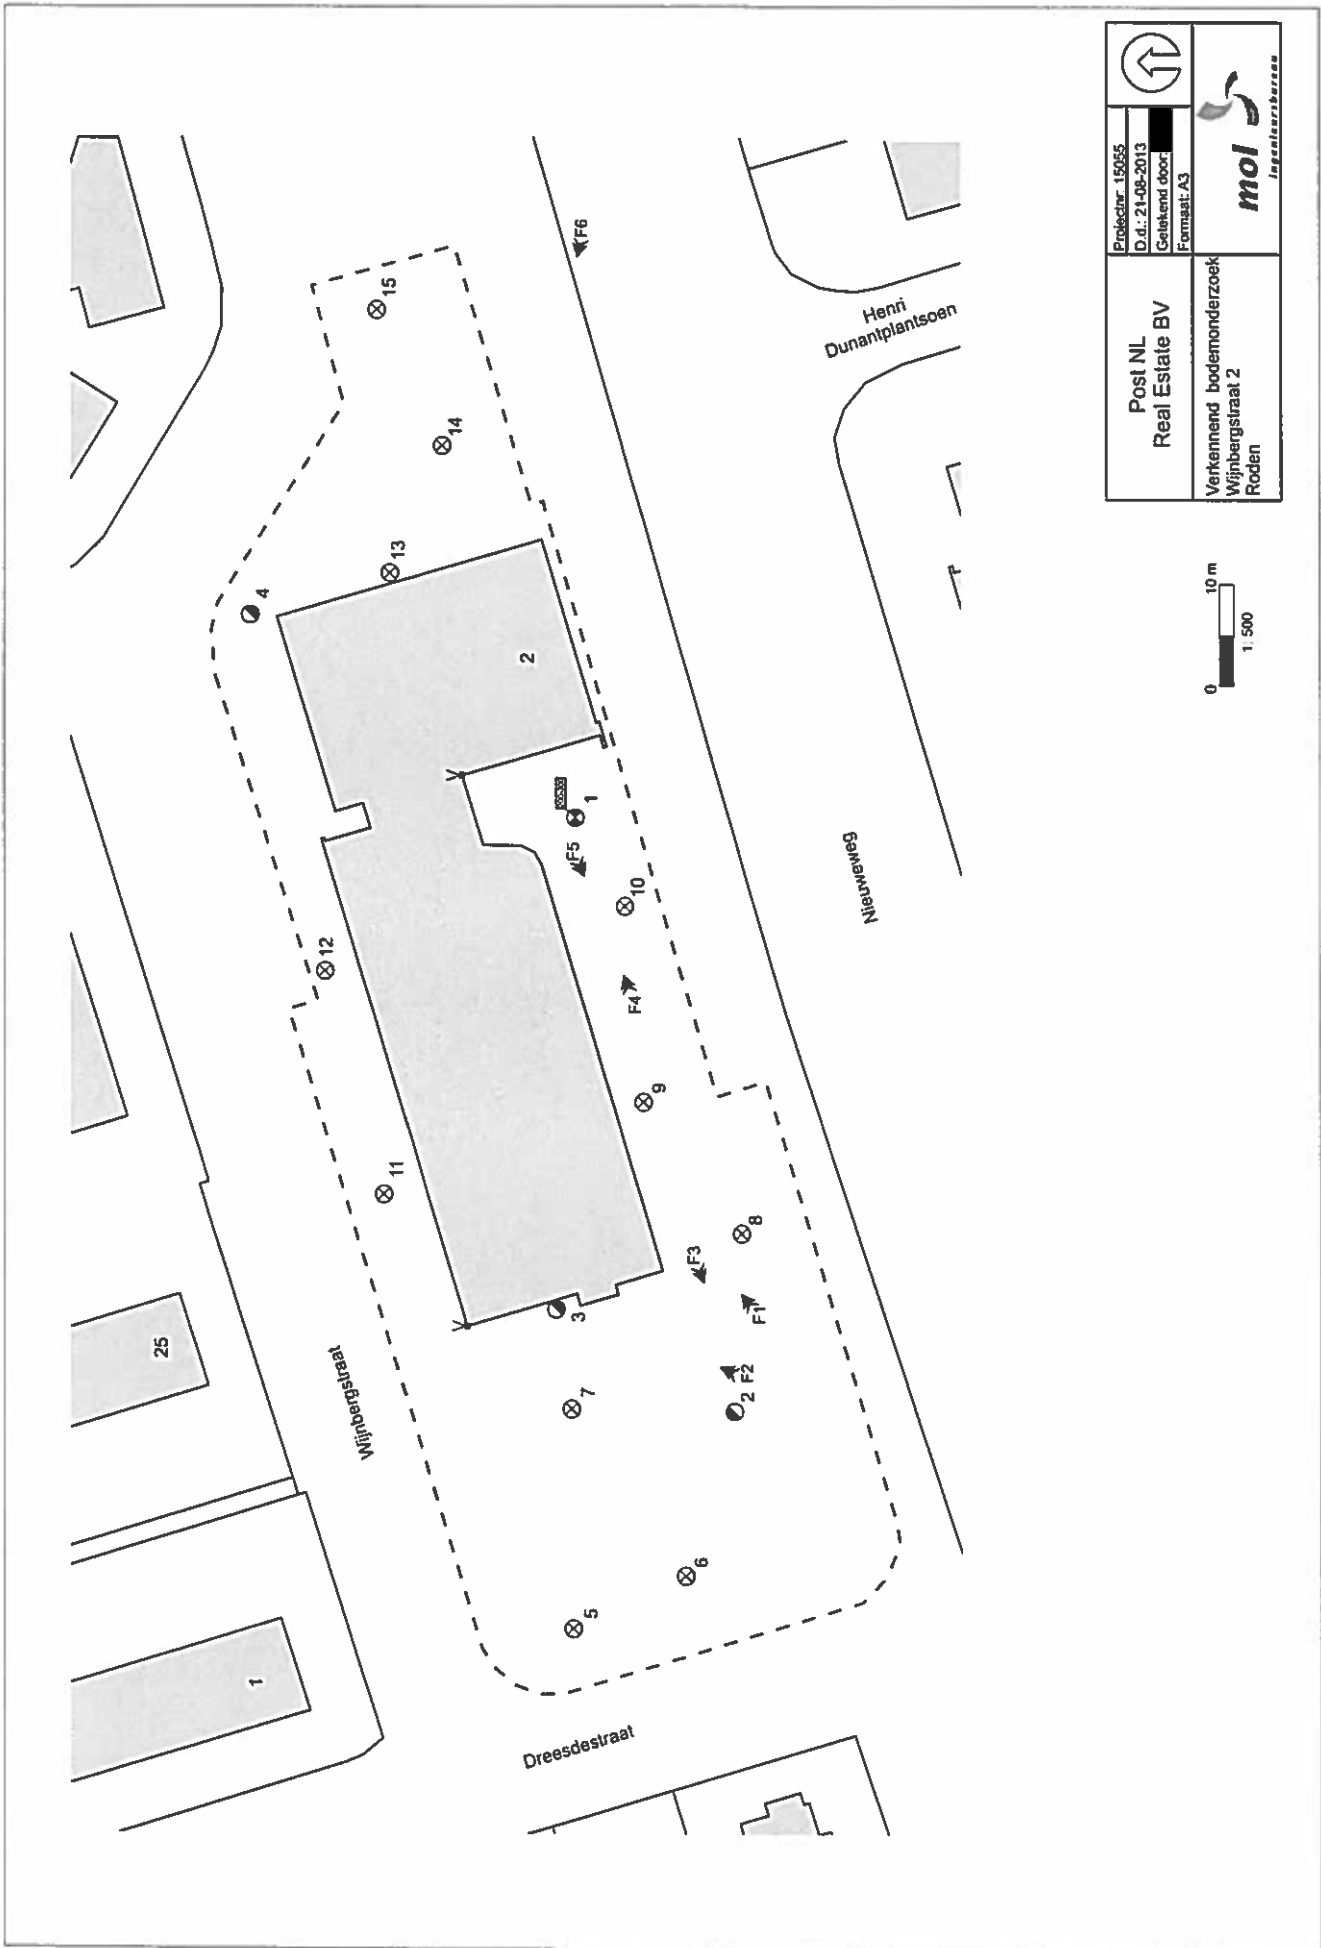 Projectnr: 15055
D.d.: 21-08-2013
Getekend door:
Formaat: A3
Post NL
Real Estate BV
Verkennend bodemonderzoek
Wijnbergstraat 2
Roden
mol
ingenieursbureau
0
10 m
1: 500
Wijnbergstraat
Dreesdestraat
Nieuweweg
Henri
Dunantplantsoen
1
25
2
1
2
3
4
5
6
7
8
9
10
11
12
13
14
15
F1
F2
F3
F4
F5
F6